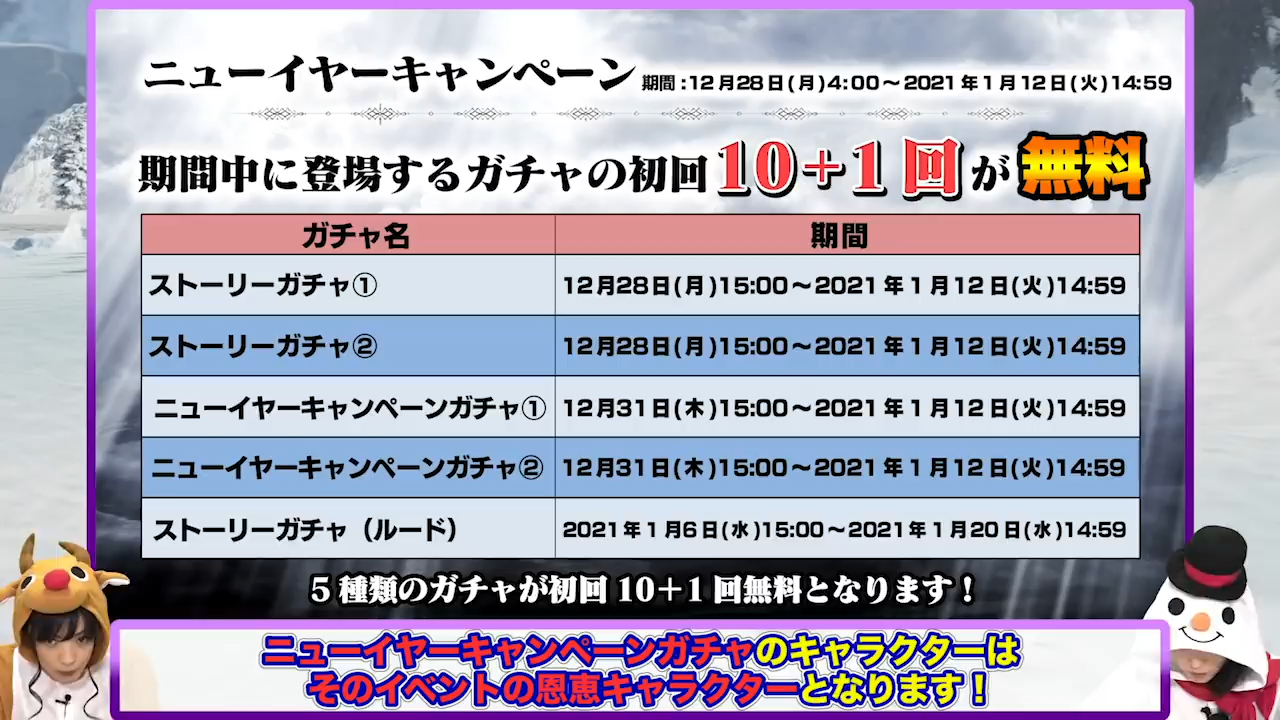 ニューイヤーキャンペーン 期間:12月28日(月)4:00～2021年1月12日(火)14:59
期間中に登場するガチャの初回10+1回が無料
ガチャ名 期間
ストーリーガチャ① 12月28日(月)15:00～2021年1月12日(火)14:59
ストーリーガチャ② 12月28日(月)15:00～2021年1月12日(火)14:59
ニューイヤーキャンペーンガチャ① 12月31日(木)15:00～2021年1月12日(火)14:59
ニューイヤーキャンペーンガチャ② 12月31日(木)15:00～2021年1月12日(火)14:59
ストーリーガチャ（ルード） 2021年1月6日(水)15:00～2021年1月20日(水)14:59
5種類のガチャが初回10+1回無料となります！
ニューイヤーキャンペーンガチャのキャラクターは
そのイベントの恩恵キャラクターとなります！